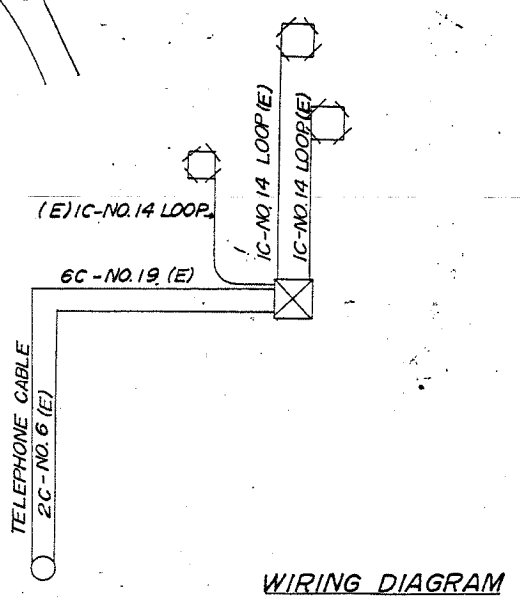 1C-NO. 14 LOOP (E)
1C-NO. 14 LOOP (E)
(E) 1C-NO. 14 LOOP
6C-NO. 19 (E)
TELEPHONE CABLE
2C-NO. 6 (E)
WIRING DIAGRAM